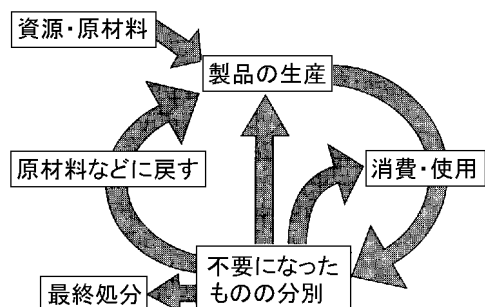 資源・原材料
製品の生産
原材料などに戻す
消費・使用
不要になった
ものの分別
最終処分